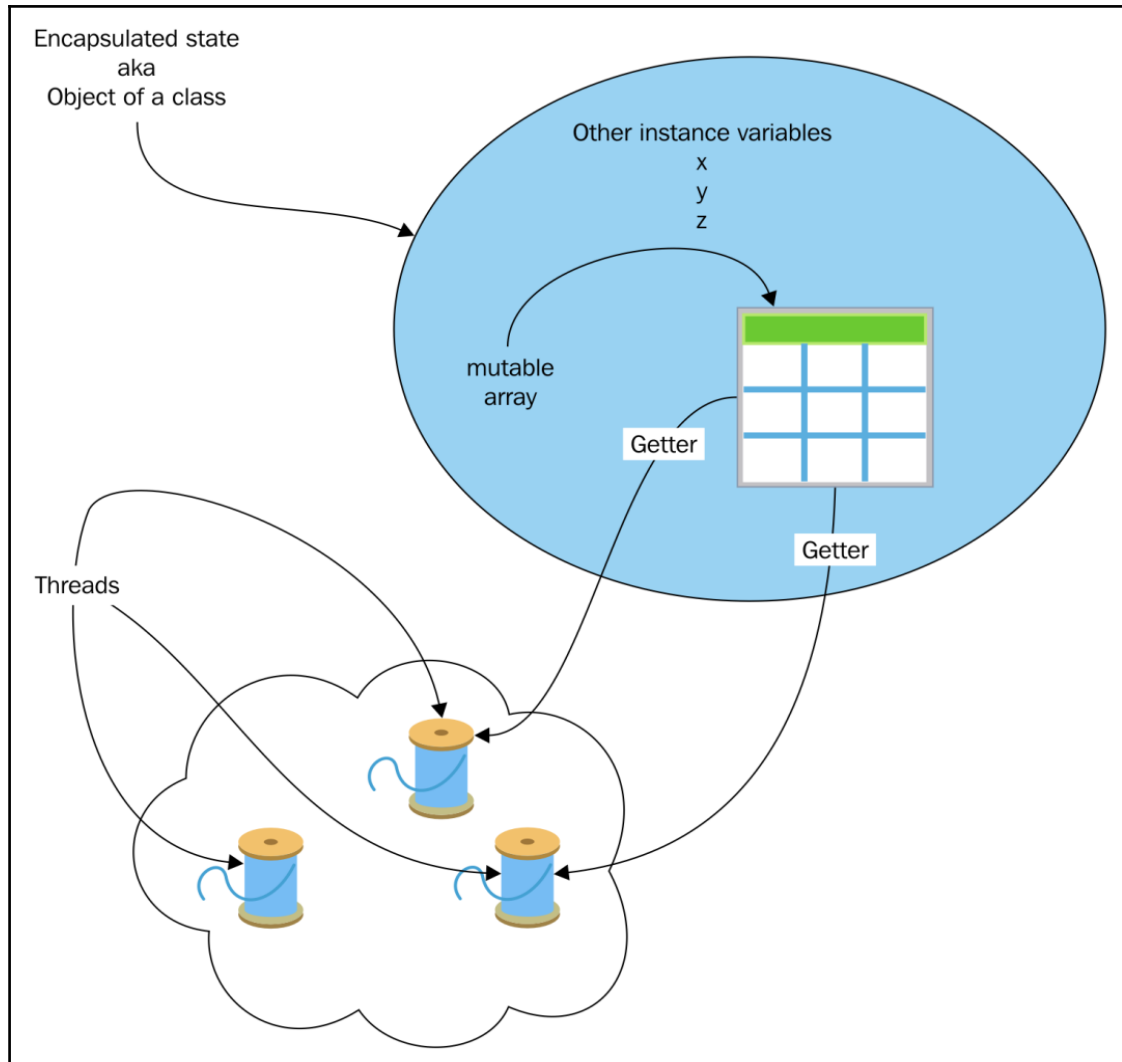 Encapsulated state
aka
Object of a class
Other instance variables
x
y
z
mutable
array
Getter
Getter
Threads